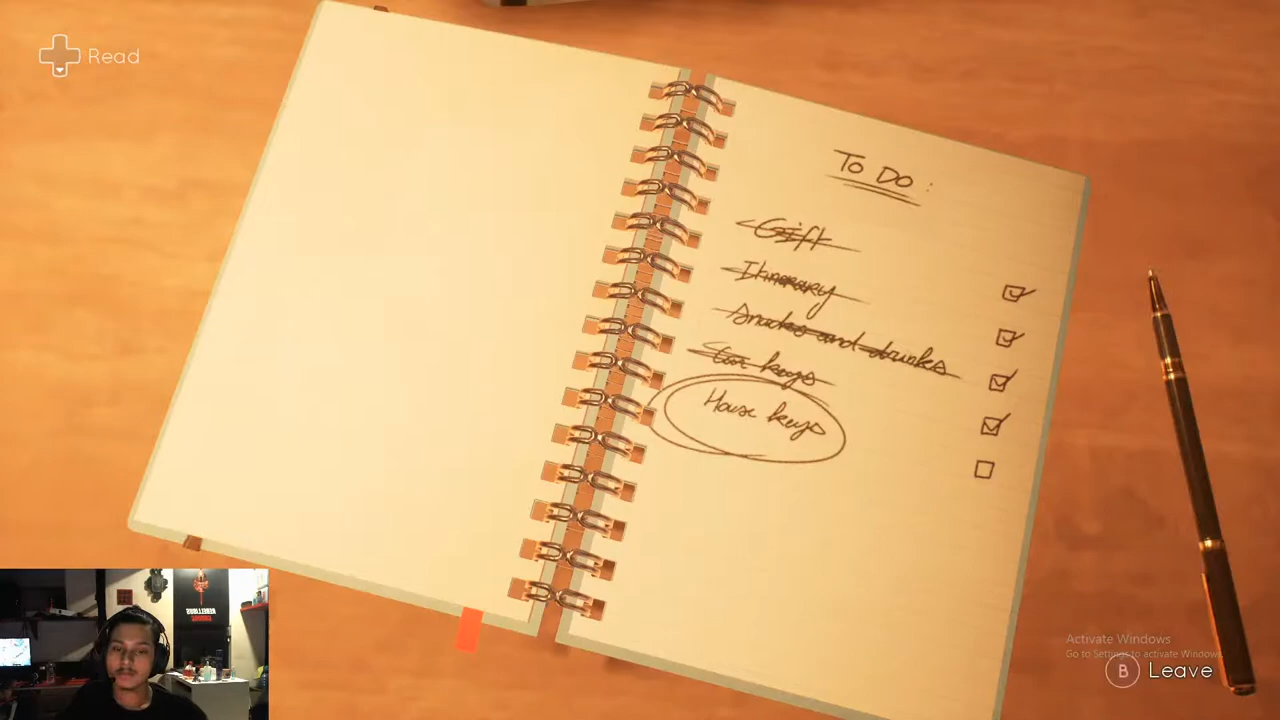 Read
To Do :
Gift
Itinerary
Snacks and drinks
keys
House keys
Activate Windows
Go to Settings to activate Windows.
B Leave